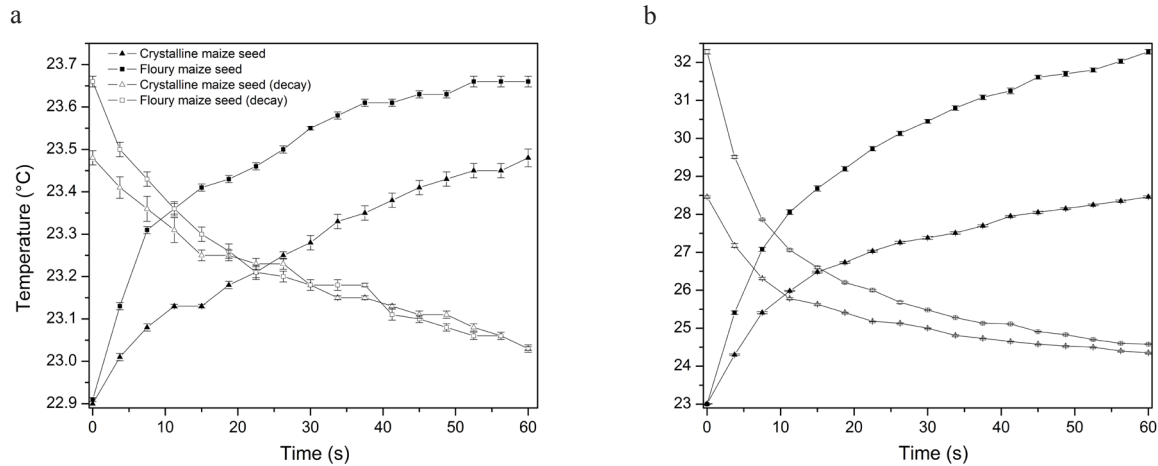 a
Crystalline maize seed
Floury maize seed
Crystalline maize seed (decay)
Floury maize seed (decay)
Temperature (°C)
23.7
23.6
23.5
23.4
23.3
23.2
23.1
23.0
22.9
0 10 20 30 40 50 60
Time (s)
b
32
31
30
29
28
27
26
25
24
23
0 10 20 30 40 50 60
Time (s)